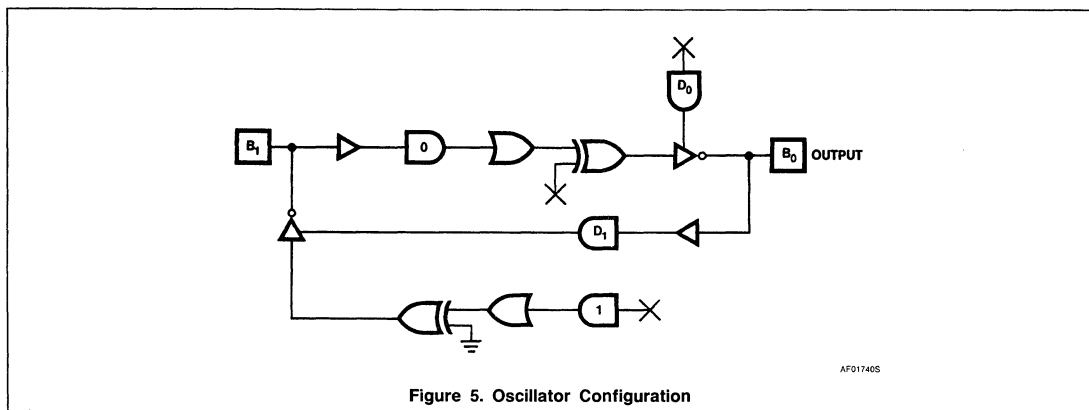 D0
B1
0
B0 OUTPUT
D1
1
AF01740S
Figure 5. Oscillator Configuration